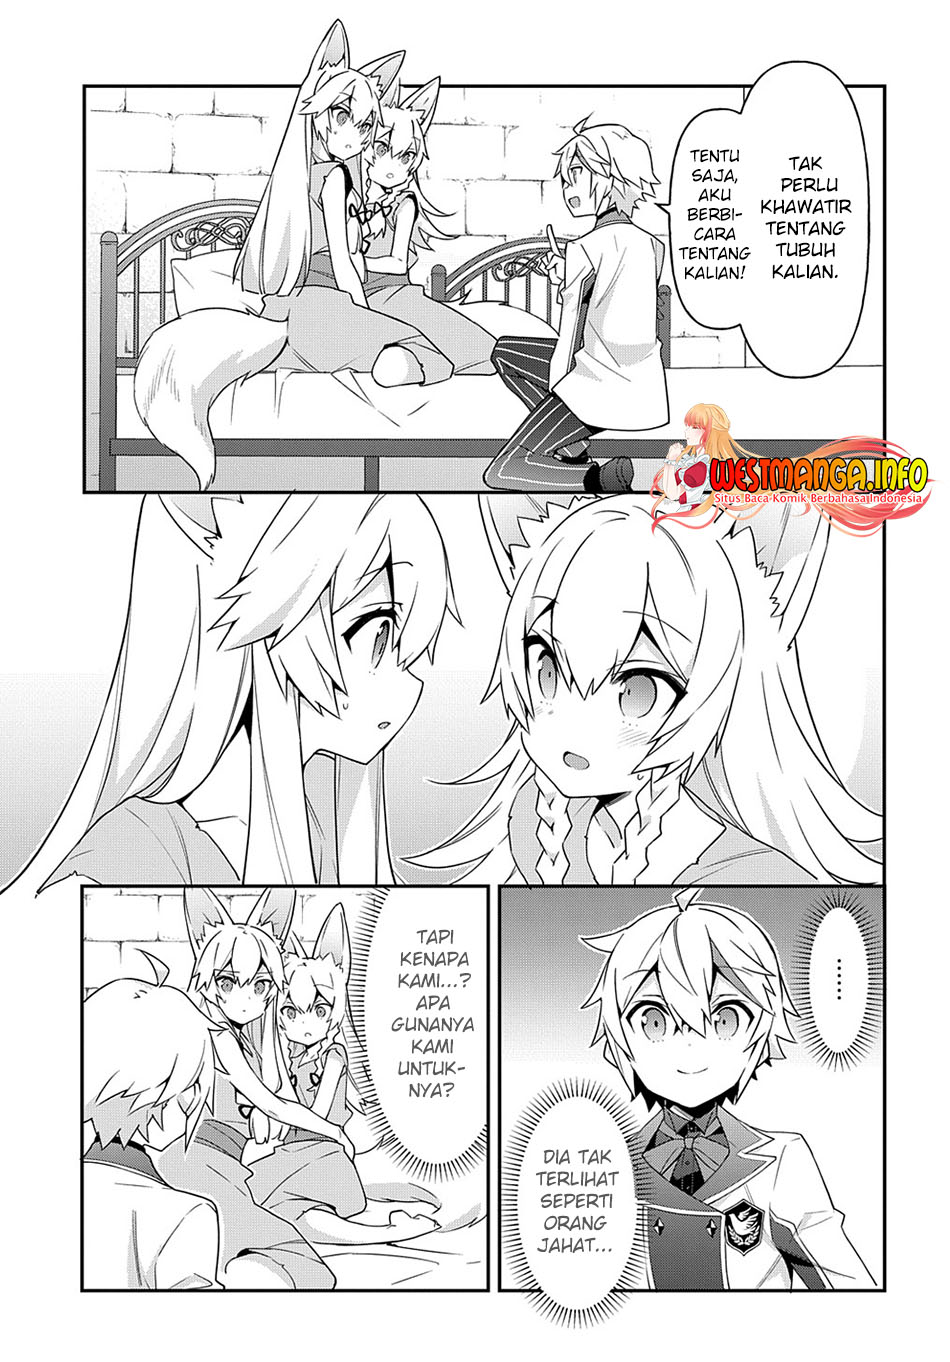 TAK
PERLU
KHAWATIR
TENTANG
TUBUH
KALIAN.
TENTU
SAJA,
AKU
BERBI-
CARA
TENTANG
KALIAN!
WESTMANGA.INFO
Situs Baca Komik Berbahasa Indonesia
........
DIA TAK
TERLIHAT
SEPERTI
ORANG
JAHAT...
TAPI
KENAPA
KAMI...?
APA
GUNANYA
KAMI
UNTUK-
NYA?